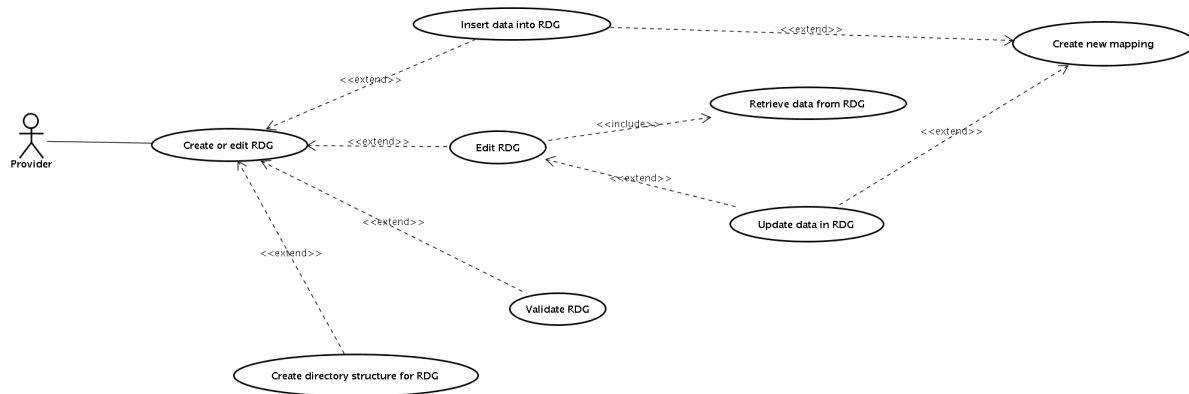 Insert data into RDG
<<extend>>
Create new mapping
<<extend>>
Retrieve data from RDG
<<include>>
<<extend>>
Provider
Create or edit RDG
<<extend>>
Edit RDG
<<extend>>
Update data in RDG
<<extend>>
<<extend>>
Validate RDG
Create directory structure for RDG